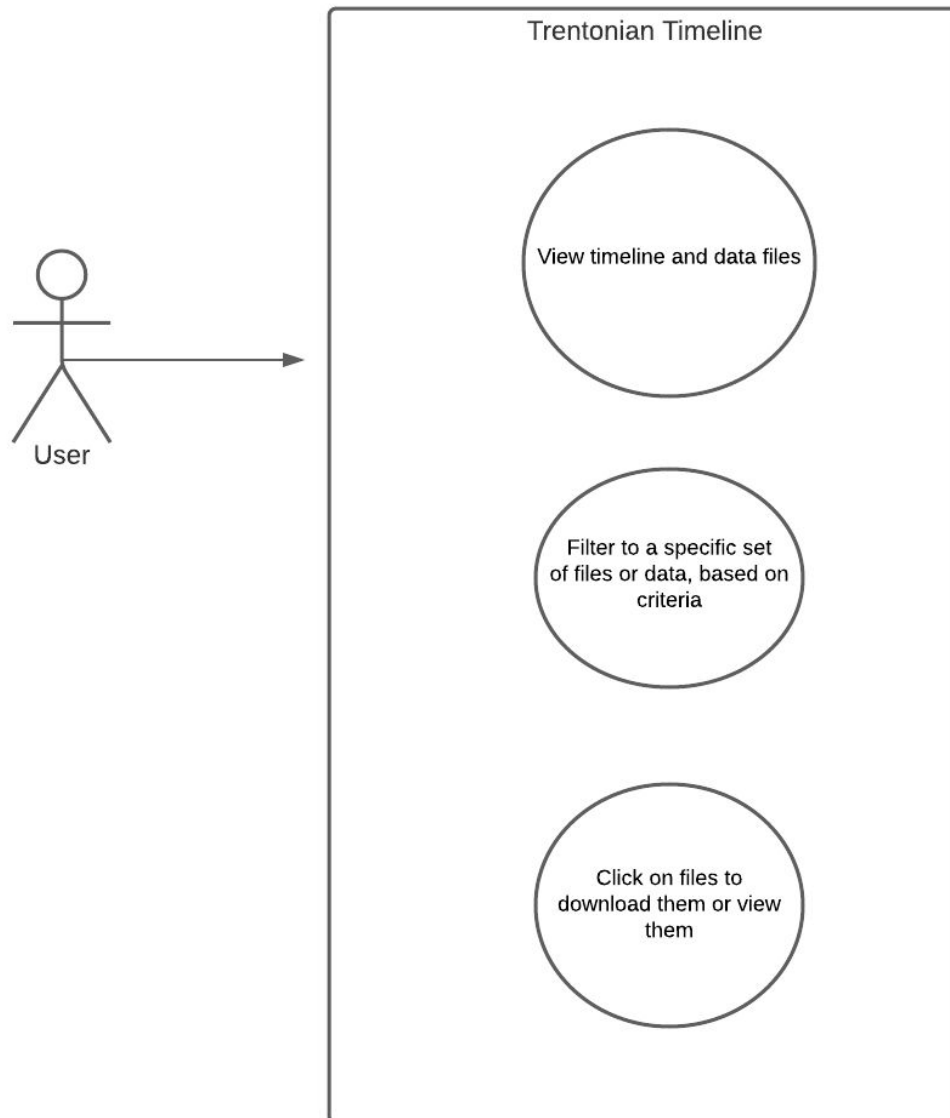 Trentonian Timeline
View timeline and data files
User
Filter to a specific set
of files or data, based on
criteria
Click on files to
download them or view
them